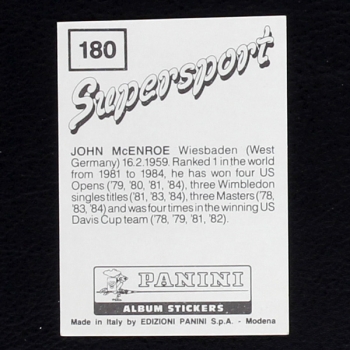 180
Supersport
JOHN McENROE Wiesbaden (West
Germany) 16.2.1959. Ranked 1 in the world
from 1981 to 1984, he has won four US
Opens ('79, '80, '81, '84), three Wimbledon
singles titles ('81, '83, '84), three Masters ('78,
'83, '84) and was four times in the winning US
Davis Cup team ('78, '79, '81, '82).
PANINI
ALBUM STICKERS
Made in Italy by EDIZIONI PANINI S.p.A. - Modena